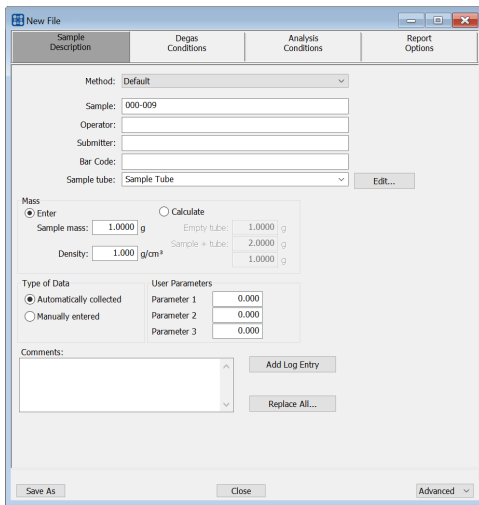 New File
Sample Description
Degas Conditions
Analysis Conditions
Report Options
Method: Default
Sample: 000-009
Operator:
Submitter:
Bar Code:
Sample tube: Sample Tube
Edit...
Mass
Enter
Calculate
Sample mass: 1.0000 g
Empty tube: 1.0000 g
Sample + tube: 2.0000 g
Density: 1.000 g/cm³
1.0000 g
Type of Data
User Parameters
Automatically collected
Parameter 1 0.000
Manually entered
Parameter 2 0.000
Parameter 3 0.000
Comments:
Add Log Entry
Replace All...
Save As
Close
Advanced